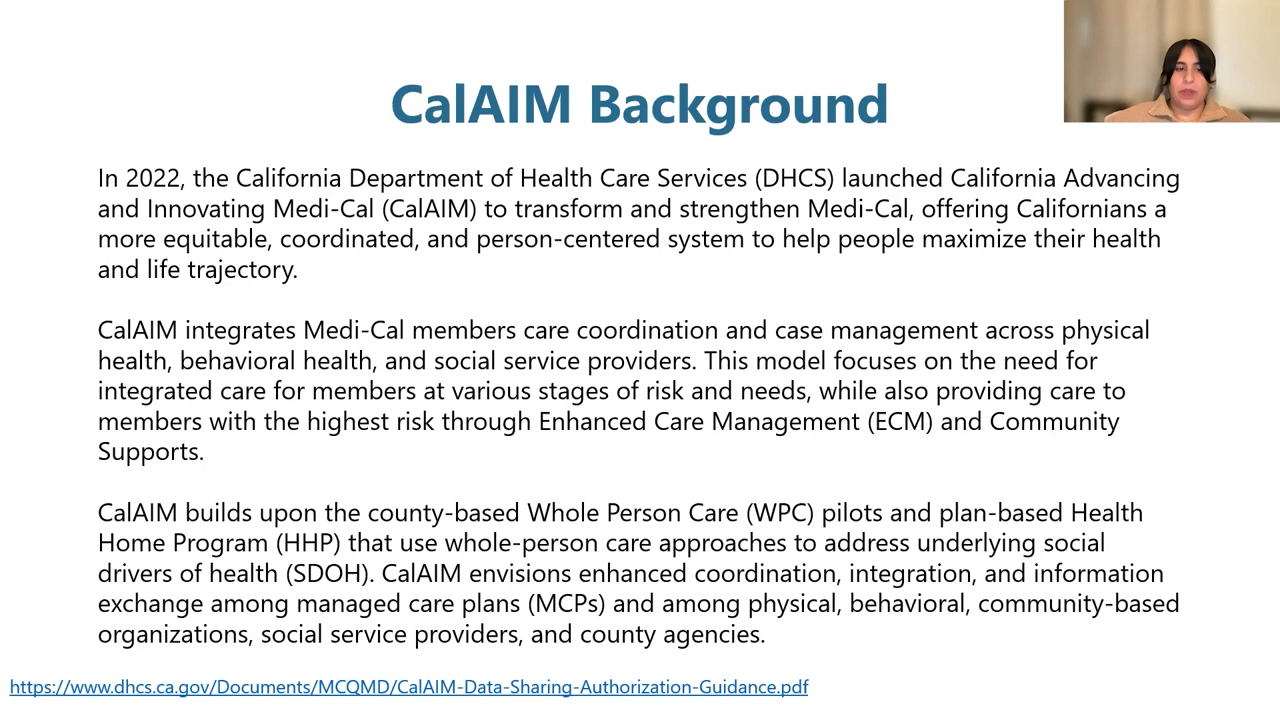 CalAIM Background
In 2022, the California Department of Health Care Services (DHCS) launched California Advancing
and Innovating Medi-Cal (CalAIM) to transform and strengthen Medi-Cal, offering Californians a
more equitable, coordinated, and person-centered system to help people maximize their health
and life trajectory.
CalAIM integrates Medi-Cal members care coordination and case management across physical
health, behavioral health, and social service providers. This model focuses on the need for
integrated care for members at various stages of risk and needs, while also providing care to
members with the highest risk through Enhanced Care Management (ECM) and Community
Supports.
CalAIM builds upon the county-based Whole Person Care (WPC) pilots and plan-based Health
Home Program (HHP) that use whole-person care approaches to address underlying social
drivers of health (SDOH). CalAIM envisions enhanced coordination, integration, and information
exchange among managed care plans (MCPs) and among physical, behavioral, community-based
organizations, social service providers, and county agencies.
https://www.dhcs.ca.gov/Documents/MCQMD/CalAIM-Data-Sharing-Authorization-Guidance.pdf